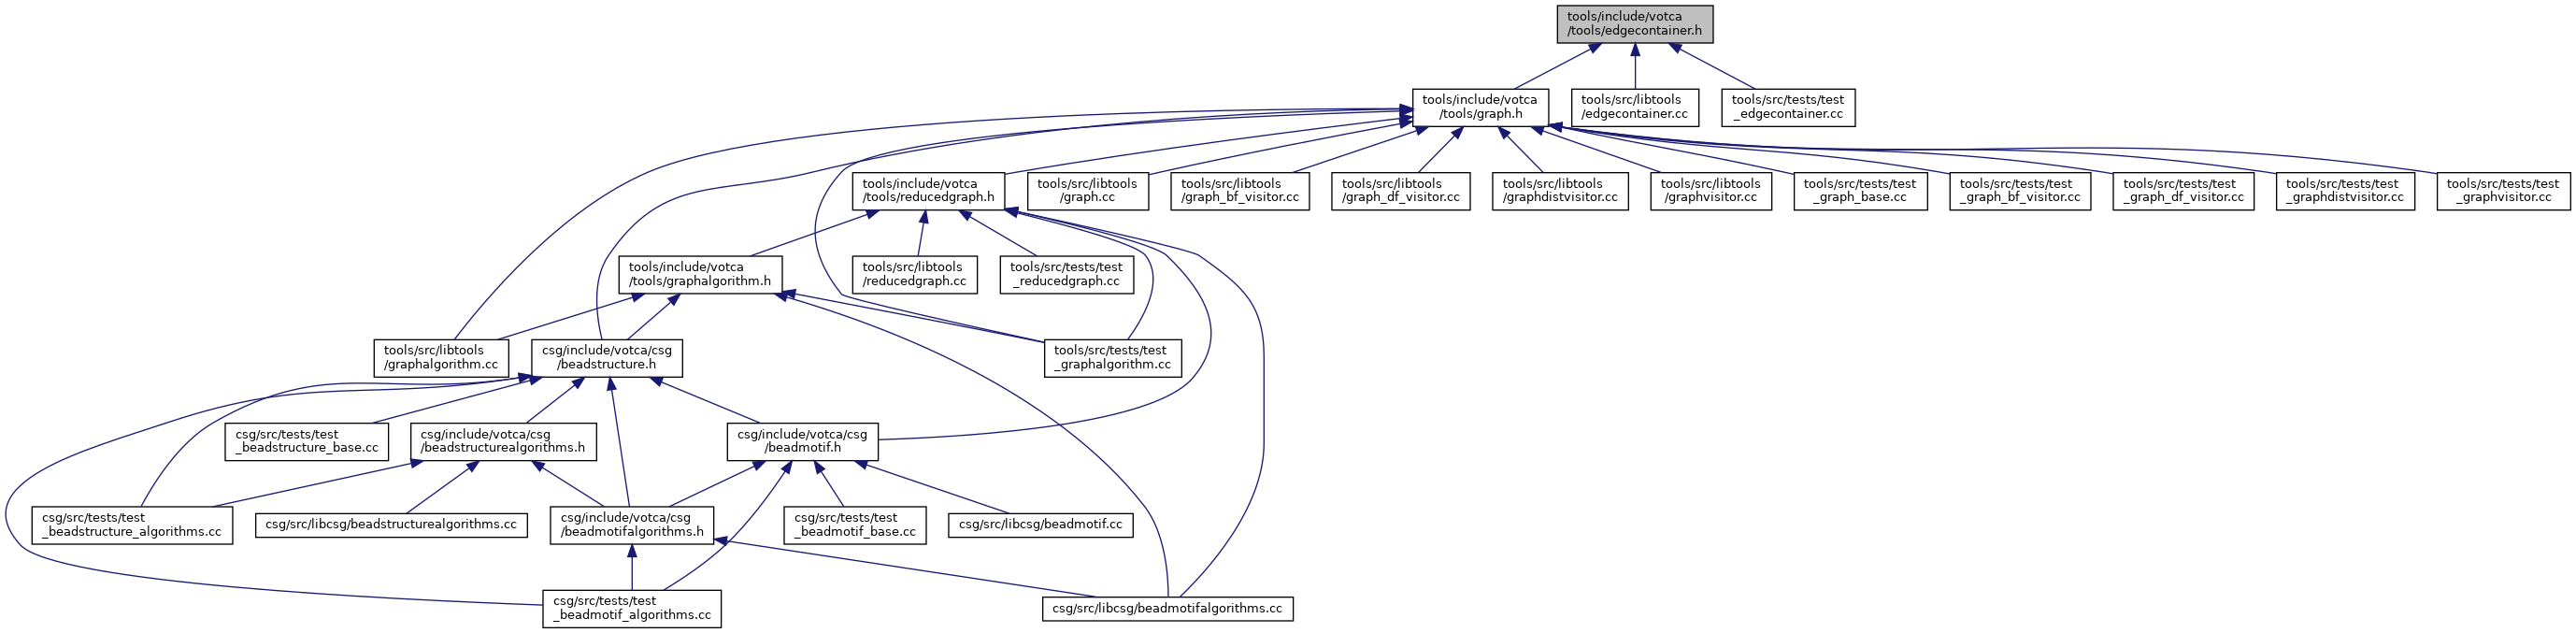 tools/include/votca
/tools/edgecontainer.h
tools/include/votca
/tools/graph.h
tools/src/libtools
/edgecontainer.cc
tools/src/tests/test
_edgecontainer.cc
tools/include/votca
/tools/reducedgraph.h
tools/src/libtools
/graph.cc
tools/src/libtools
/graph_bf_visitor.cc
tools/src/libtools
/graph_df_visitor.cc
tools/src/libtools
/graphdistvisitor.cc
tools/src/libtools
/graphvisitor.cc
tools/src/tests/test
_graph_base.cc
tools/src/tests/test
_graph_bf_visitor.cc
tools/src/tests/test
_graph_df_visitor.cc
tools/src/tests/test
_graphdistvisitor.cc
tools/src/tests/test
_graphvisitor.cc
tools/include/votca
/tools/graphalgorithm.h
tools/src/libtools
/reducedgraph.cc
tools/src/tests/test
_reducedgraph.cc
tools/src/libtools
/graphalgorithm.cc
csg/include/votca/csg
/beadstructure.h
tools/src/tests/test
_graphalgorithm.cc
csg/src/tests/test
_beadstructure_base.cc
csg/include/votca/csg
/beadstructurealgorithms.h
csg/include/votca/csg
/beadmotif.h
csg/src/tests/test
_beadstructure_algorithms.cc
csg/src/libcsg/beadstructurealgorithms.cc
csg/include/votca/csg
/beadmotifalgorithms.h
csg/src/tests/test
_beadmotif_base.cc
csg/src/libcsg/beadmotif.cc
csg/src/tests/test
_beadmotif_algorithms.cc
csg/src/libcsg/beadmotifalgorithms.cc